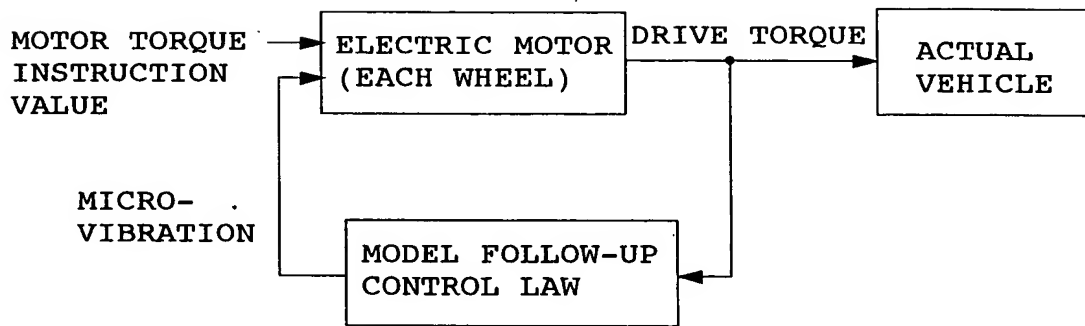 MOTOR TORQUE
INSTRUCTION
VALUE
ELECTRIC MOTOR
(EACH WHEEL)
DRIVE TORQUE
ACTUAL
VEHICLE
MICRO-
VIBRATION
MODEL FOLLOW-UP
CONTROL LAW